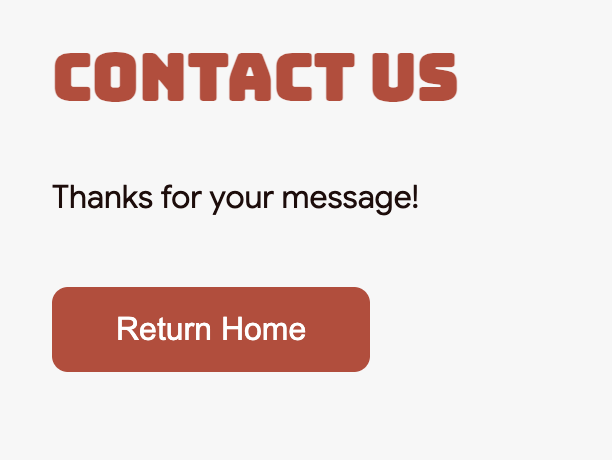 CONTACT US
Thanks for your message!
Return Home